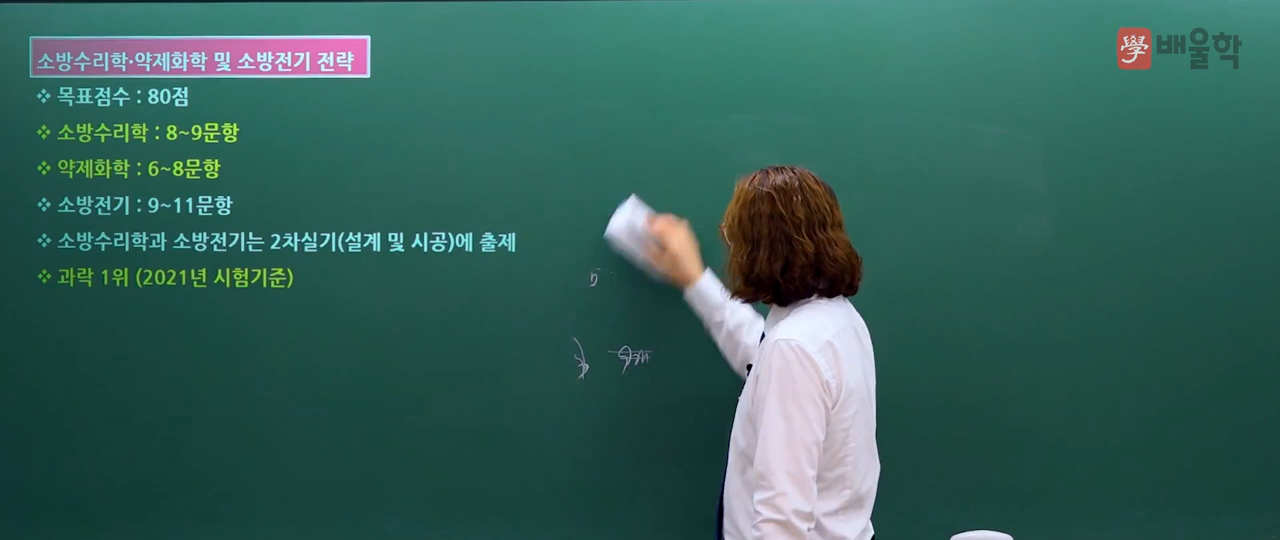 소방수리학·약제화학 및 소방전기 전략
學 배울학
❖ 목표점수 : 80점
❖ 소방수리학 : 8~9문항
❖ 약제화학 : 6~8문항
❖ 소방전기 : 9~11문항
❖ 소방수리학과 소방전기는 2차실기(설계 및 시공)에 출제
❖ 과락 1위 (2021년 시험기준)